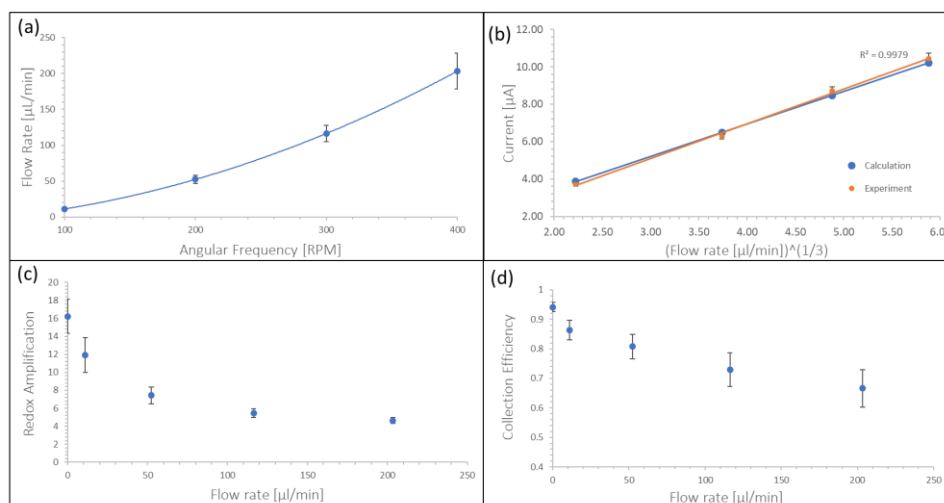 (a)
250
200
150
100
50
0
Flow Rate [µL/min]
100
200
300
400
Angular Frequency [RPM]
(b)
R² = 0.9979
10.00
8.00
6.00
4.00
2.00
Current [µA]
Calculation
Experiment
2.00 2.50 3.00 3.50 4.00 4.50 5.00 5.50 6.0
(Flow rate [µl/min])^(1/3)
(c)
20
18
16
14
12
10
8
6
4
2
0
Redox Amplification
0 50 100 150 200 250
Flow rate [µl/min]
(d)
1
0.9
0.8
0.7
0.6
0.5
0.4
Collection Efficiency
0 50 100 150 200 250
Flow rate [µl/min]